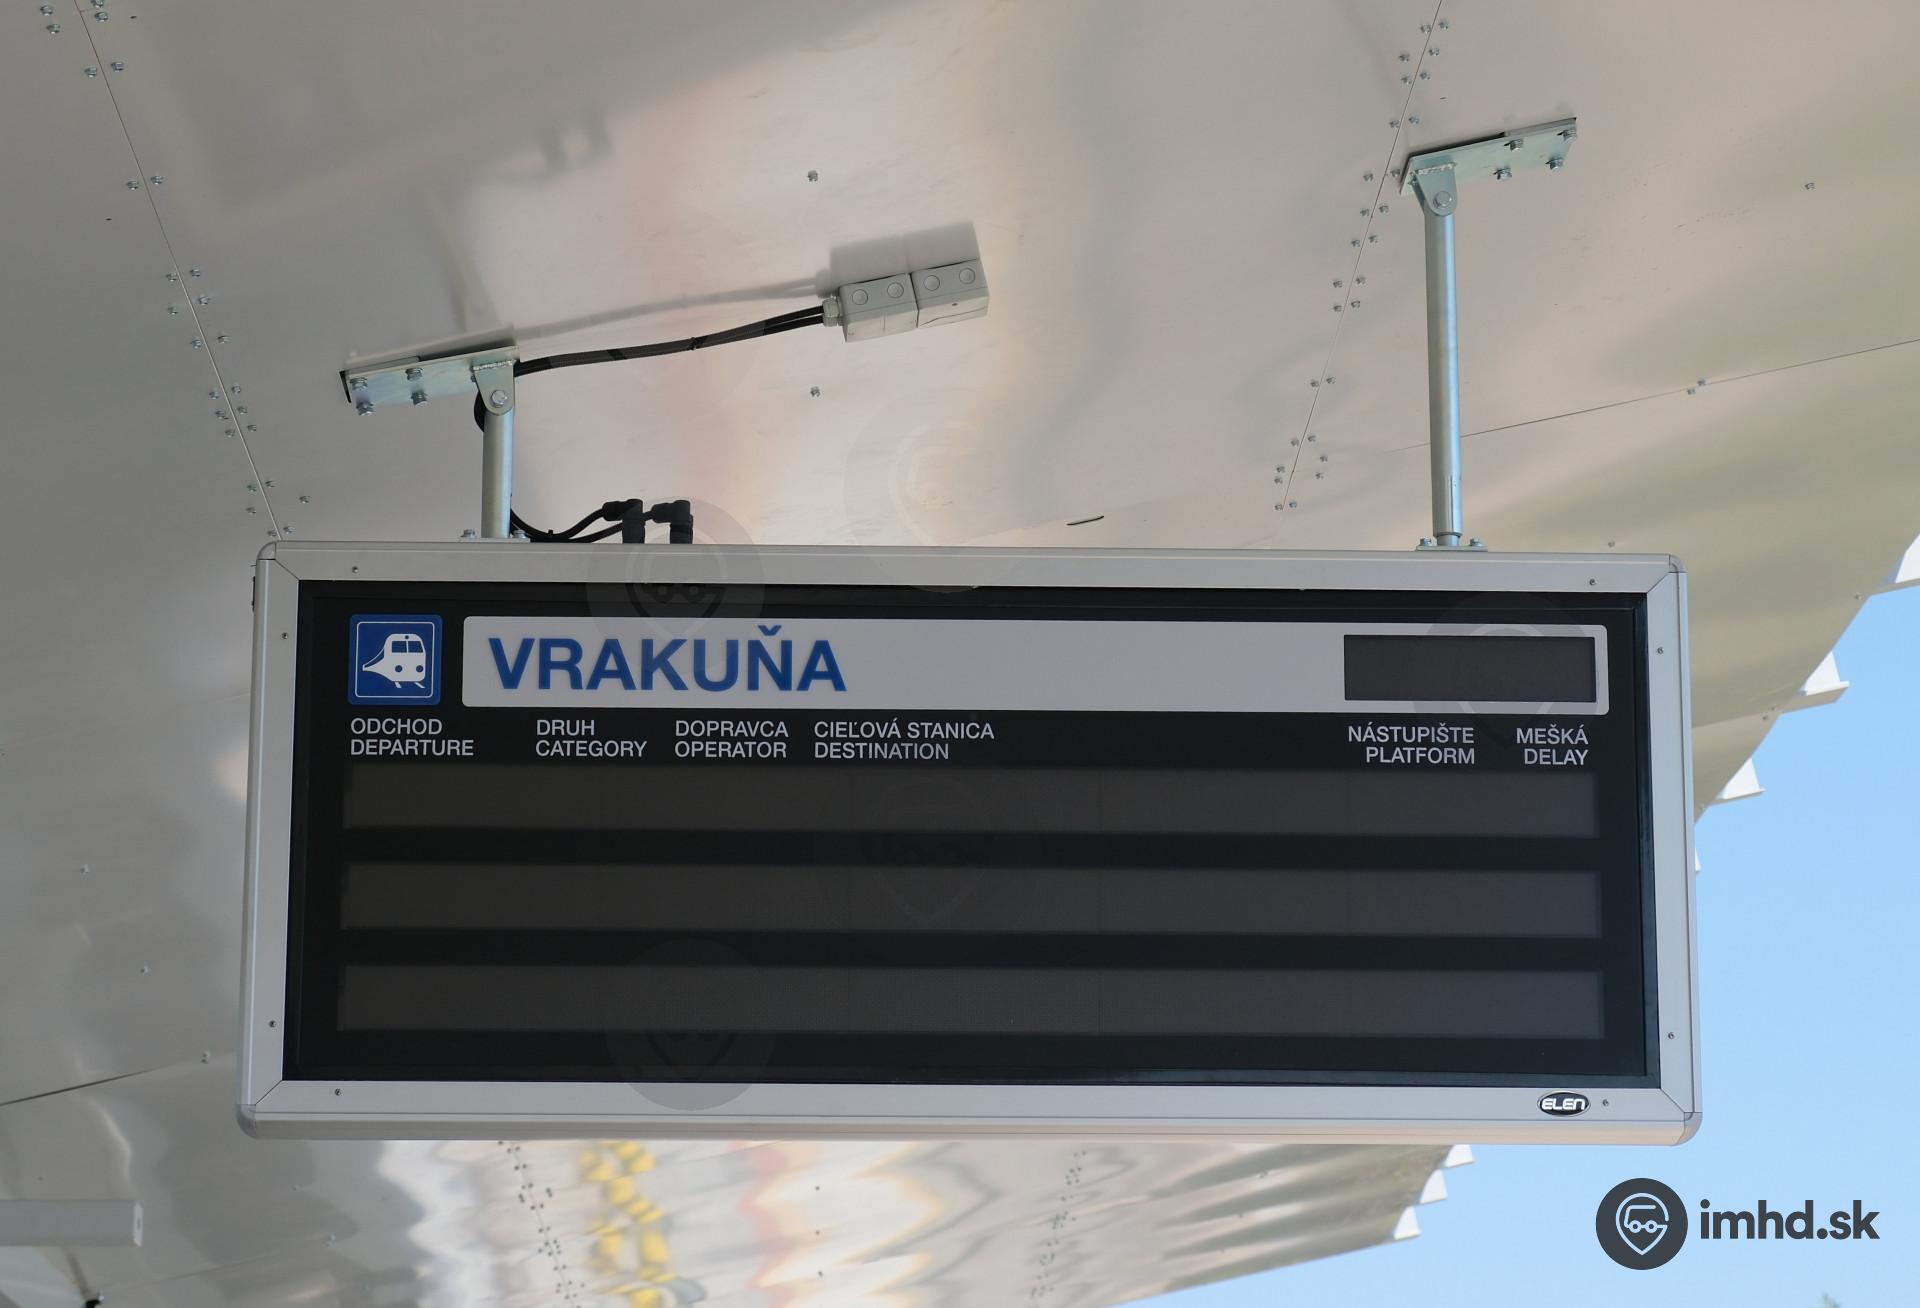 VRAKUŇA
ODCHOD DRUH DOPRAVCA CIEĽOVÁ STANICA NÁSTUPIŠTE MEŠKÁ
DEPARTURE CATEGORY OPERATOR DESTINATION PLATFORM DELAY
ELEN
imhd.sk